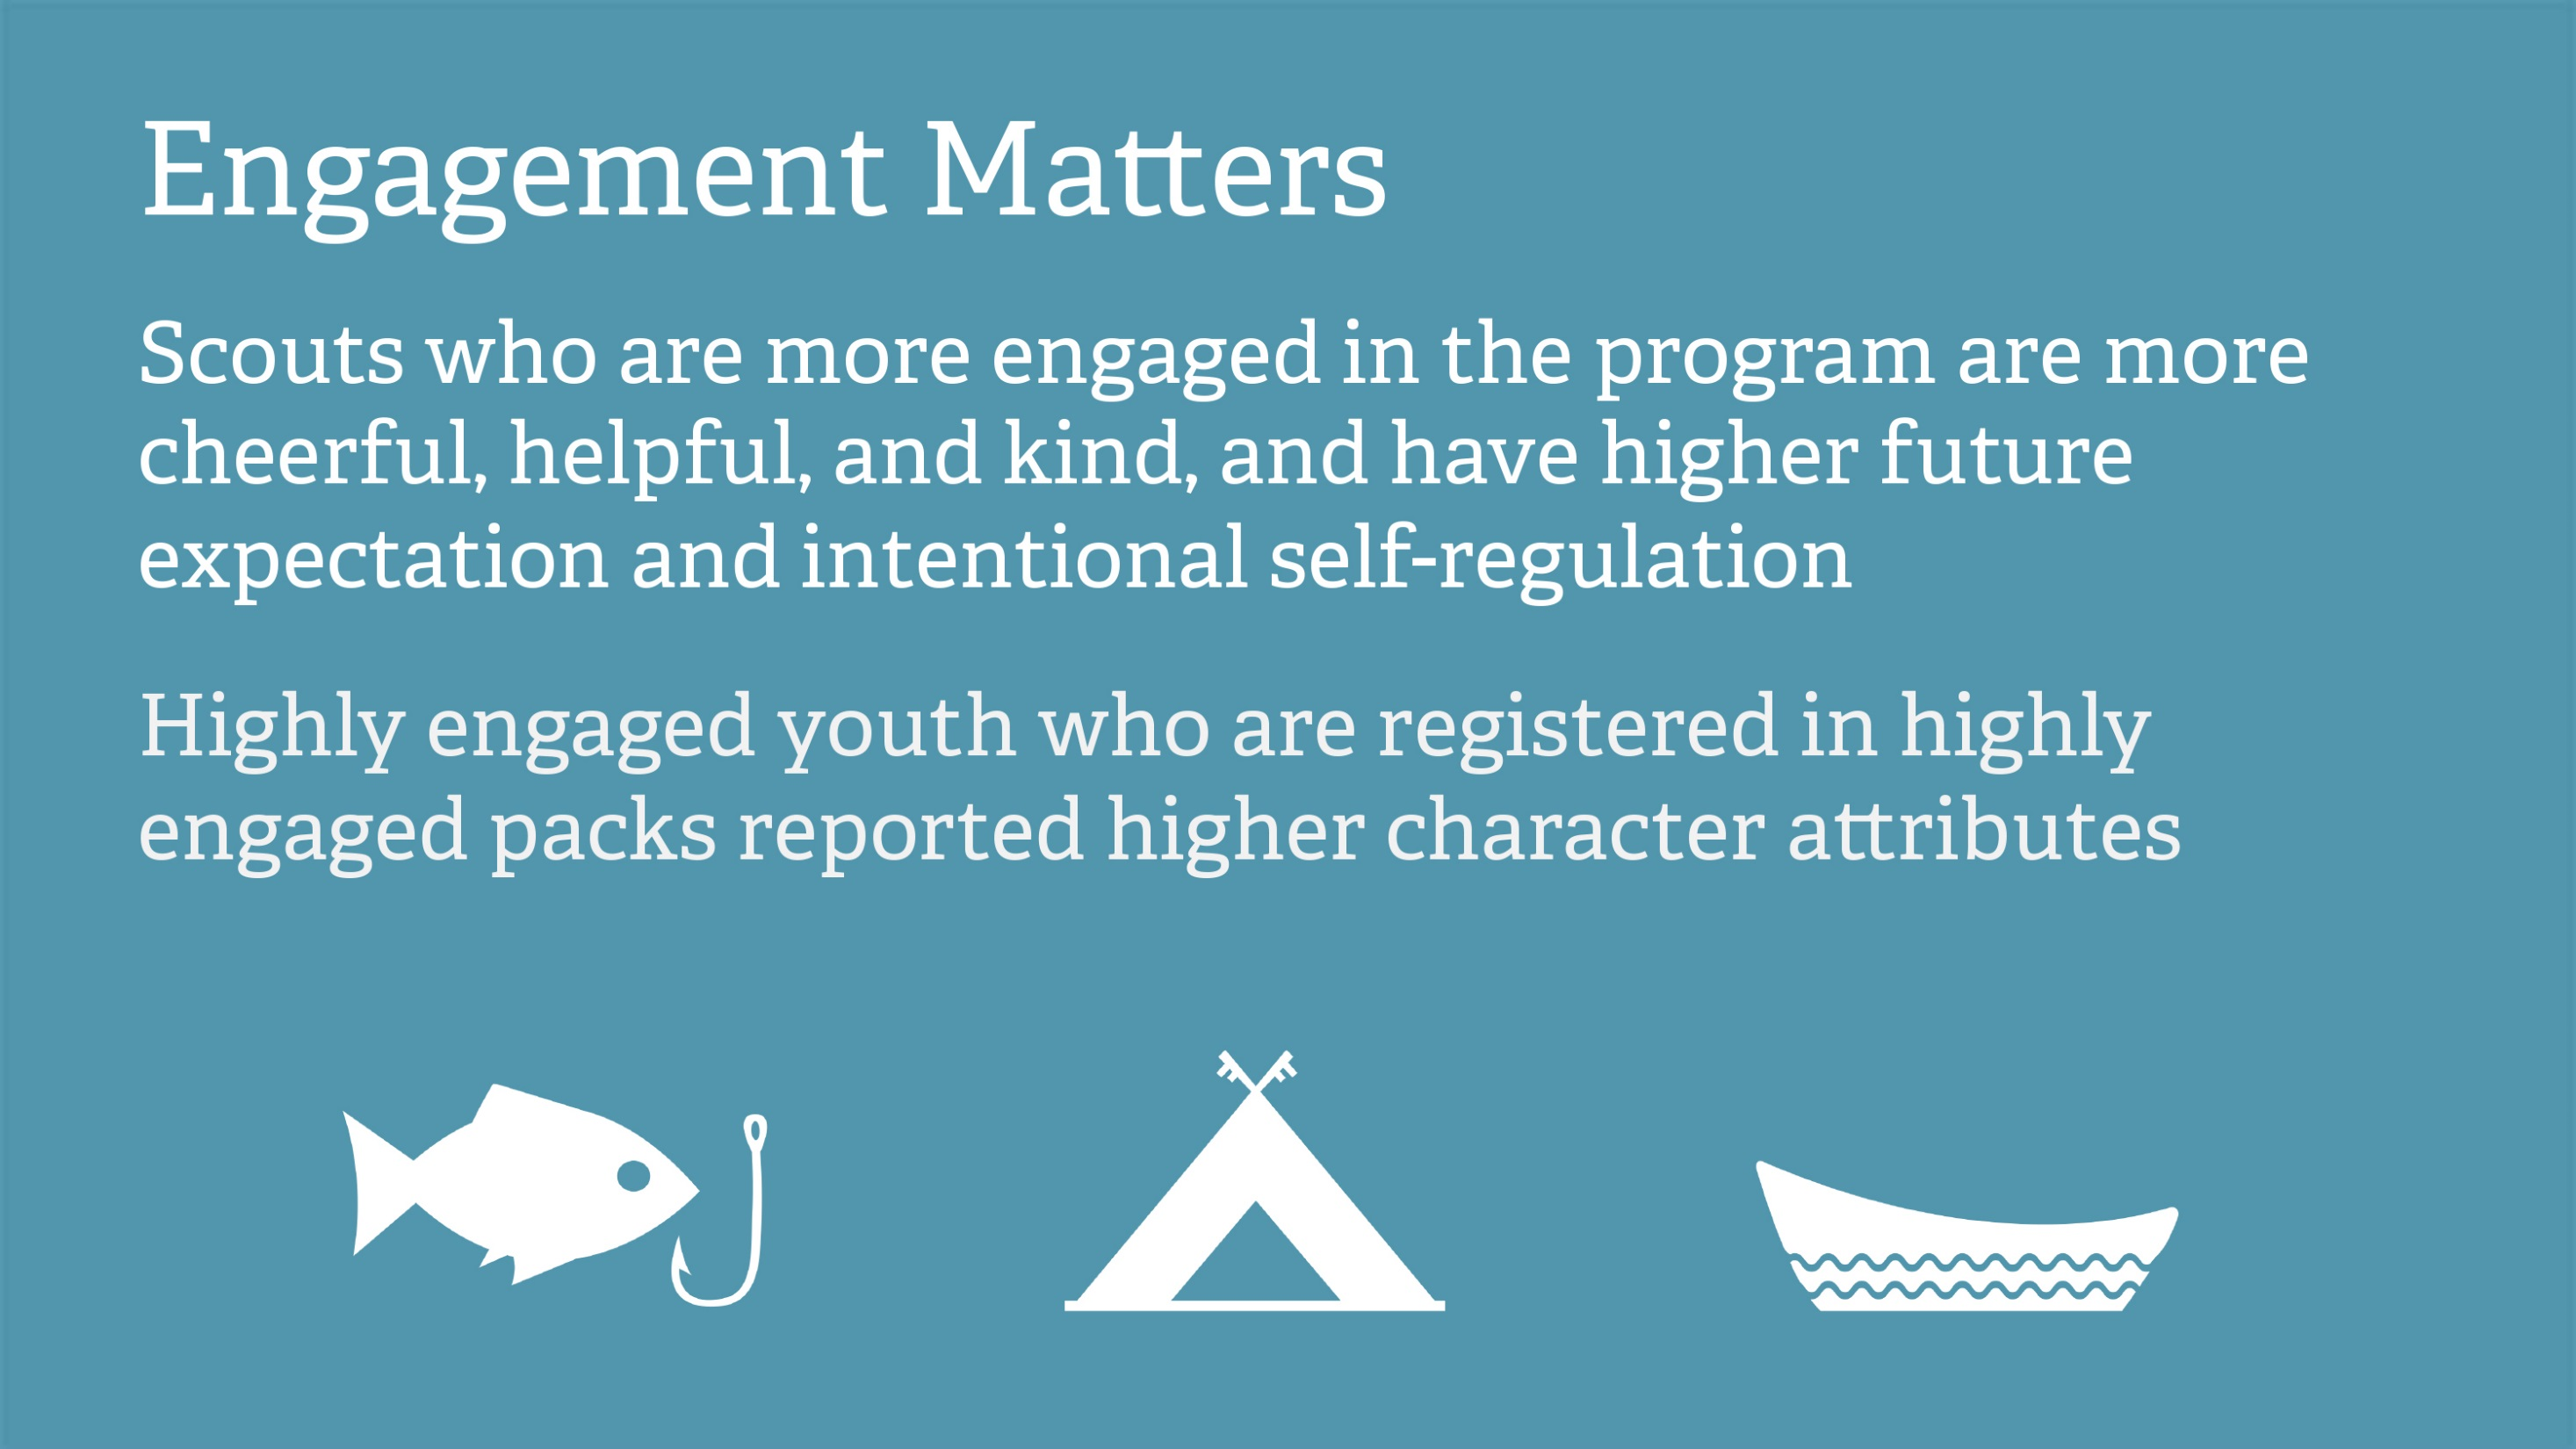 Engagement Matters
Scouts who are more engaged in the program are more
cheerful, helpful, and kind, and have higher future
expectation and intentional self-regulation
Highly engaged youth who are registered in highly
engaged packs reported higher character attributes